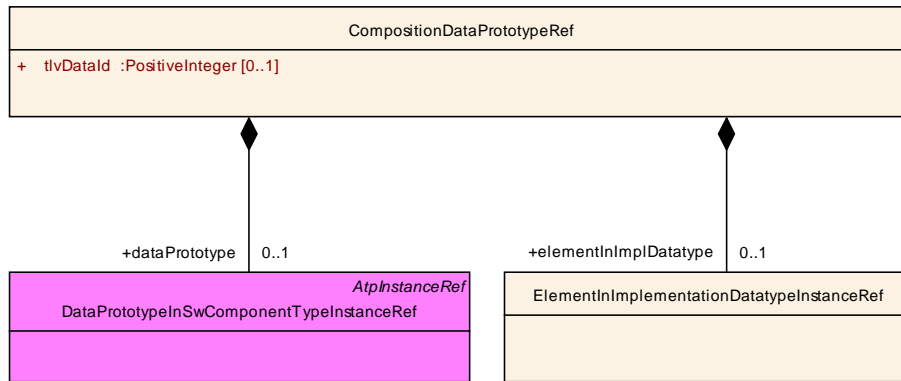 CompositionDataPrototypeRef
+ tlvDataId :PositiveInteger [0..1]
+dataPrototype 0..1
+elementInImplDatatype 0..1
AtpInstanceRef
DataPrototypeInSwComponentTypeInstanceRef
ElementInImplementationDatatypeInstanceRef